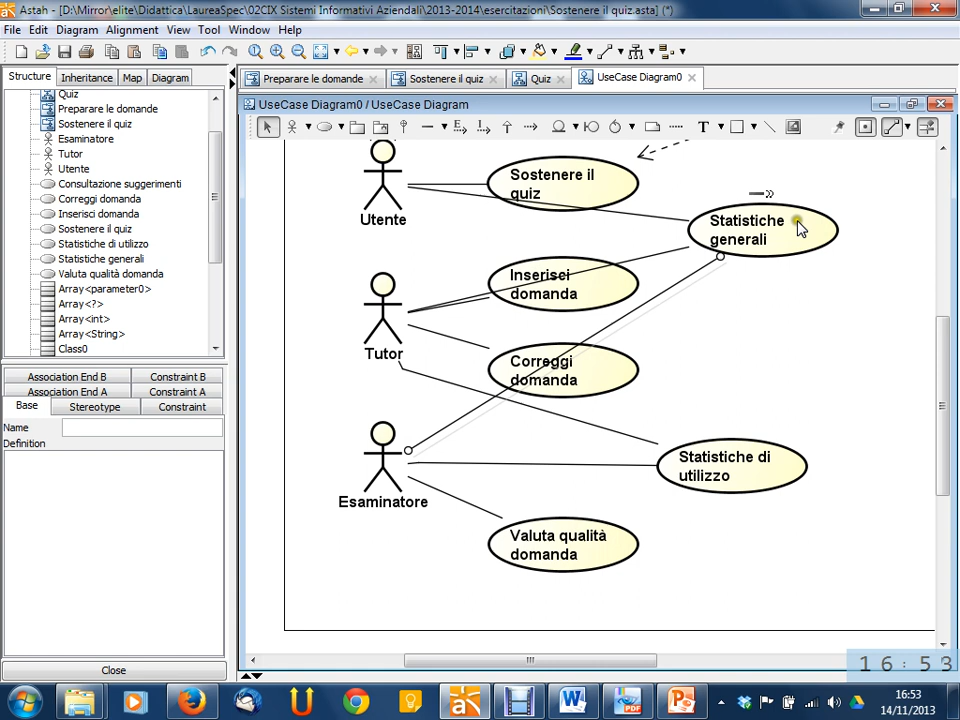 Astah - [D:\Mirror\elite\Didattica\LaureaSpec\02CIX Sistemi Informativi Aziendali\2013-2014\esercitazioni\Sostenere il quiz.asta] (*)
File Edit Diagram Alignment View Tool Window Help
Structure Inheritance Map Diagram
Preparare le domande Sostenere il quiz Quiz UseCase Diagram0
UseCase Diagram0 / UseCase Diagram
T
Quiz
Preparare le domande
Sostenere il quiz
Esaminatore
Tutor
Utente
Consultazione suggerimenti
Correggi domanda
Inserisci domanda
Sostenere il quiz
Statistiche di utilizzo
Statistiche generali
Valuta qualità domanda
Array<parameter0>
Array<?>
Array<int>
Array<String>
Class0
Association End B Constraint B
Association End A Constraint A
Base Stereotype Constraint
Name
Definition
Close
Utente
Sostenere il
quiz
Statistiche
generali
Tutor
Inserisci
domanda
Correggi
domanda
Esaminatore
Statistiche di
utilizzo
Valuta qualità
domanda
16:53
16:53
14/11/2013